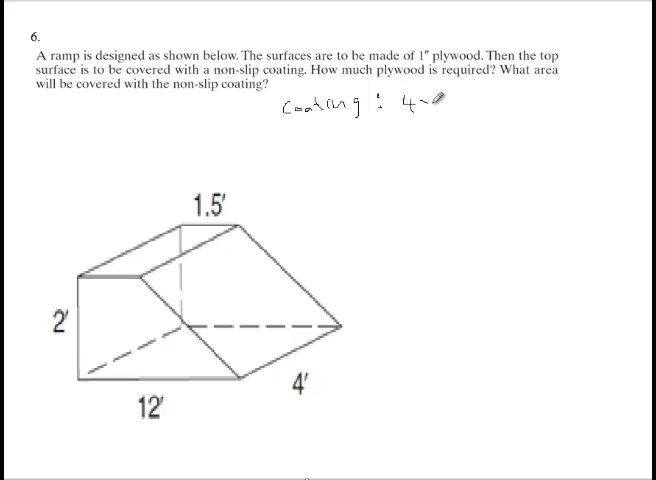 6.
A ramp is designed as shown below. The surfaces are to be made of 1″ plywood. Then the top
surface is to be covered with a non-slip coating. How much plywood is required? What area
will be covered with the non-slip coating?
coating : 4
1.5′
2′
4′
12′